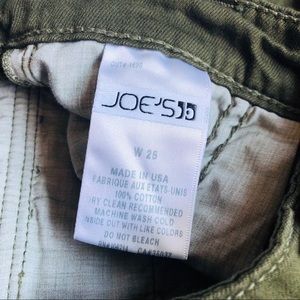 JOE'S
W 25
MADE IN USA
FABRIQUE AUX ETATS-UNIS
100% COTTON
DRY CLEAN RECOMMENDED
MACHINE WASH COLD
INSIDE OUT WITH LIKE COLORS
DO NOT BLEACH